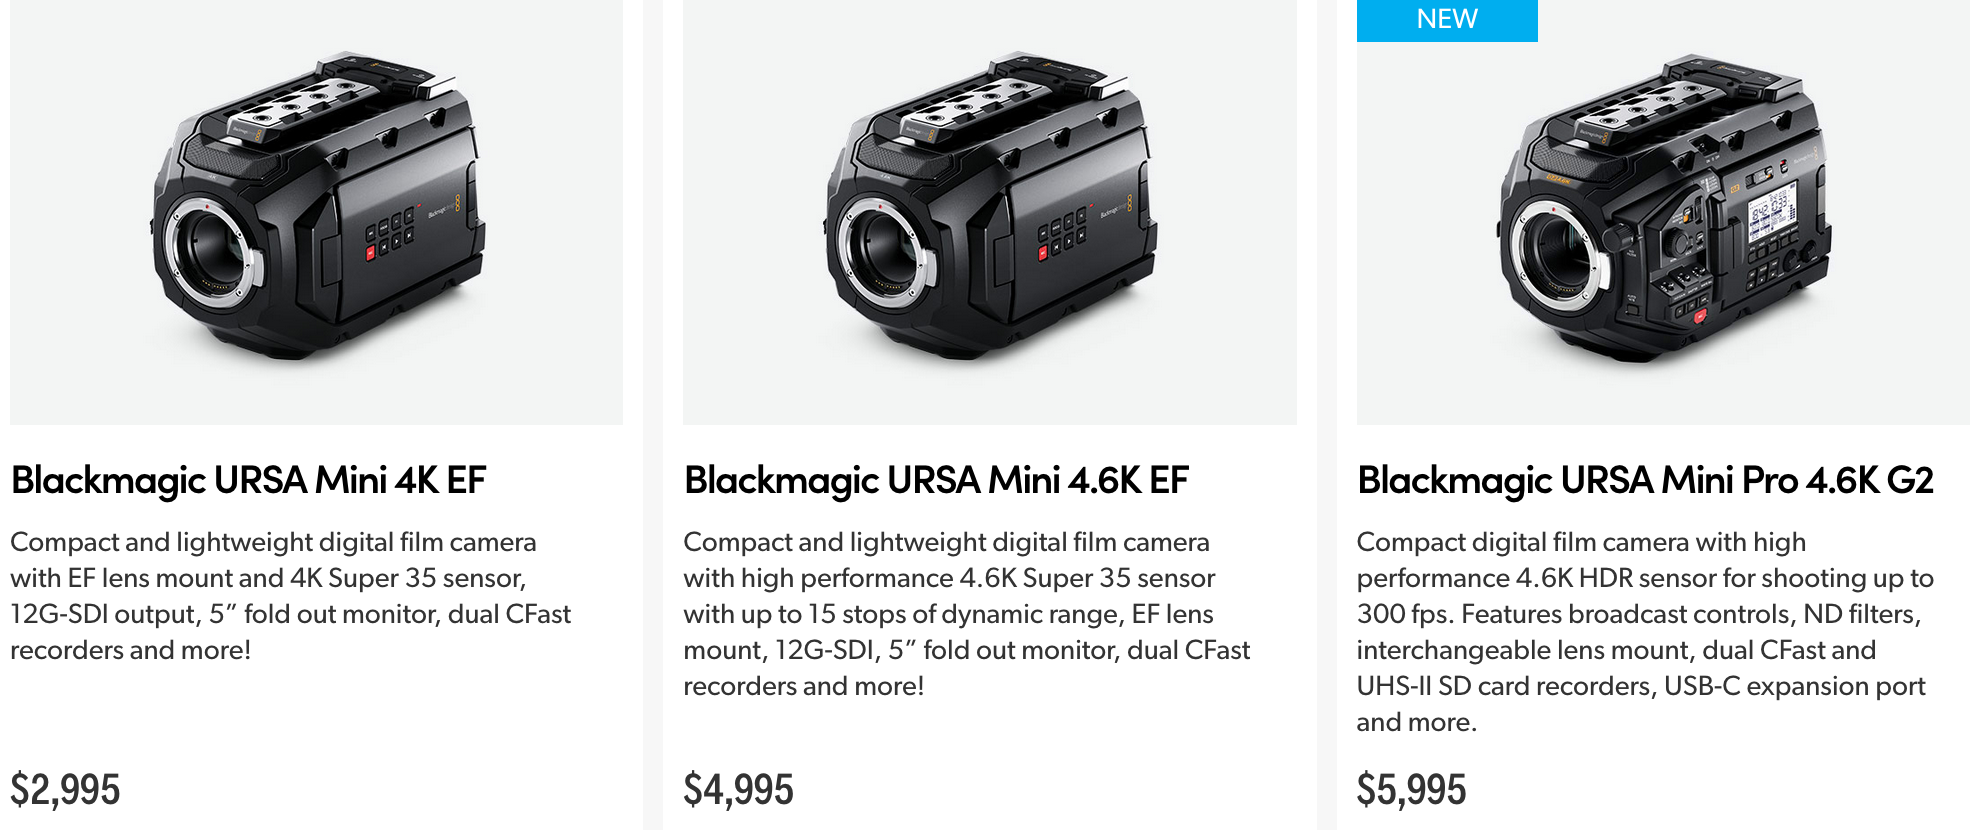 NEW
Blackmagic URSA Mini 4K EF
Compact and lightweight digital film camera
with EF lens mount and 4K Super 35 sensor,
12G-SDI output, 5” fold out monitor, dual CFast
recorders and more!
$2,995
Blackmagic URSA Mini 4.6K EF
Compact and lightweight digital film camera
with high performance 4.6K Super 35 sensor
with up to 15 stops of dynamic range, EF lens
mount, 12G-SDI, 5” fold out monitor, dual CFast
recorders and more!
$4,995
Blackmagic URSA Mini Pro 4.6K G2
Compact digital film camera with high
performance 4.6K HDR sensor for shooting up to
300 fps. Features broadcast controls, ND filters,
interchangeable lens mount, dual CFast and
UHS-II SD card recorders, USB-C expansion port
and more.
$5,995